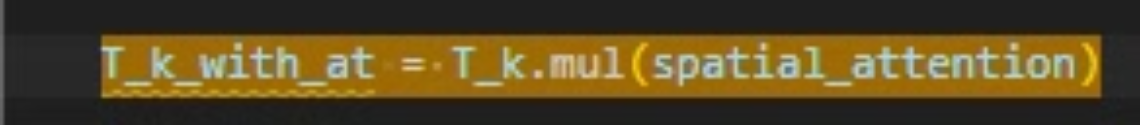 T_k_with_at = T_k.mul(spatial_attention)